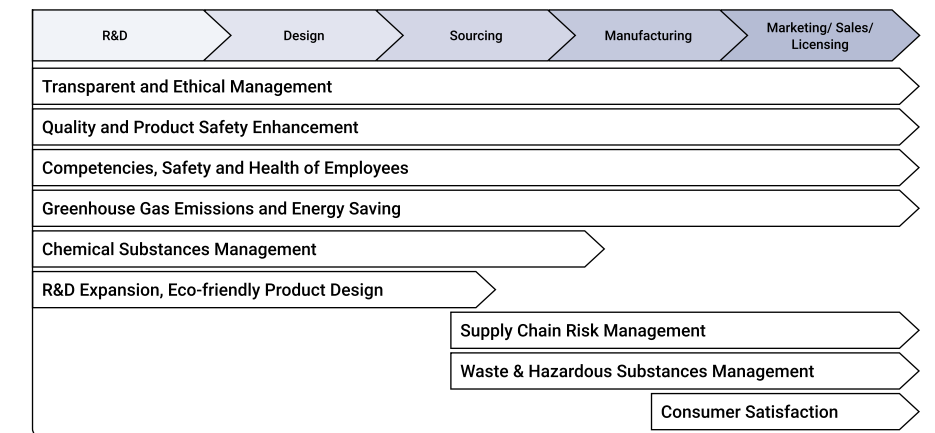 R&D
Design
Sourcing
Manufacturing
Marketing/ Sales/
Licensing
Transparent and Ethical Management
Quality and Product Safety Enhancement
Competencies, Safety and Health of Employees
Greenhouse Gas Emissions and Energy Saving
Chemical Substances Management
R&D Expansion, Eco-friendly Product Design
Supply Chain Risk Management
Waste & Hazardous Substances Management
Consumer Satisfaction